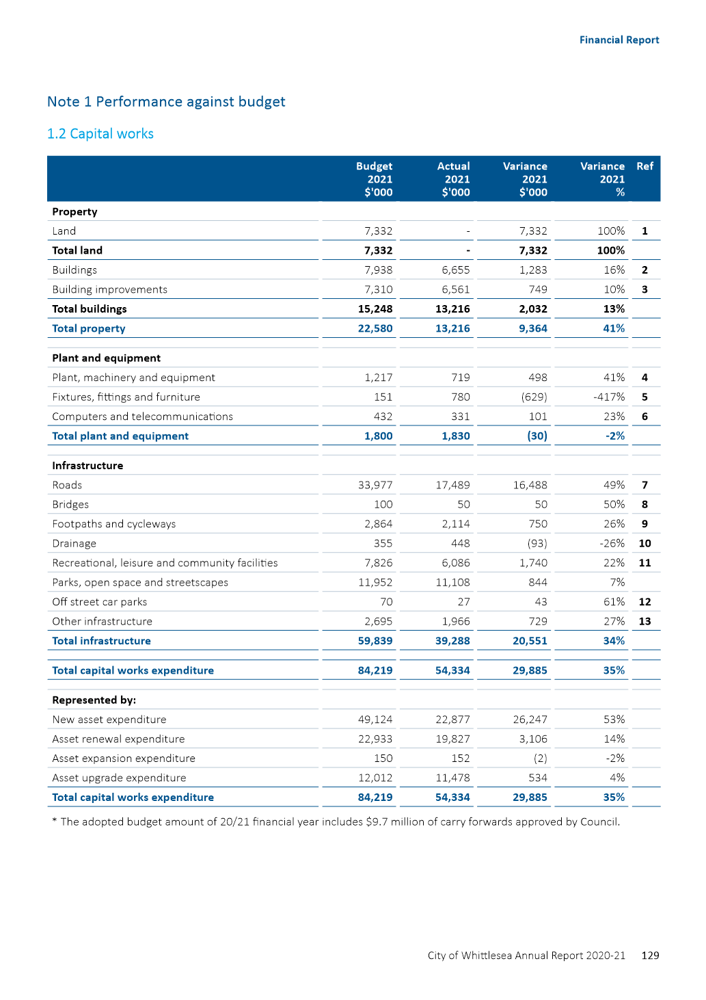 Financial Report
Note 1 Performance against budget
1.2 Capital works
Budget 2021 $'000 Actual 2021 $'000 Variance 2021 $'000 Variance 2021 % Ref
Property
Land 7,332 - 7,332 100% 1
Total land 7,332 - 7,332 100%
Buildings 7,938 6,655 1,283 16% 2
Building improvements 7,310 6,561 749 10% 3
Total buildings 15,248 13,216 2,032 13%
Total property 22,580 13,216 9,364 41%
Plant and equipment
Plant, machinery and equipment 1,217 719 498 41% 4
Fixtures, fittings and furniture 151 780 (629) -417% 5
Computers and telecommunications 432 331 101 23% 6
Total plant and equipment 1,800 1,830 (30) -2%
Infrastructure
Roads 33,977 17,489 16,488 49% 7
Bridges 100 50 50 50% 8
Footpaths and cycleways 2,864 2,114 750 26% 9
Drainage 355 448 (93) -26% 10
Recreational, leisure and community facilities 7,826 6,086 1,740 22% 11
Parks, open space and streetscapes 11,952 11,108 844 7%
Off street car parks 70 27 43 61% 12
Other infrastructure 2,695 1,966 729 27% 13
Total infrastructure 59,839 39,288 20,551 34%
Total capital works expenditure 84,219 54,334 29,885 35%
Represented by:
New asset expenditure 49,124 22,877 26,247 53%
Asset renewal expenditure 22,933 19,827 3,106 14%
Asset expansion expenditure 150 152 (2) -2%
Asset upgrade expenditure 12,012 11,478 534 4%
Total capital works expenditure 84,219 54,334 29,885 35%
* The adopted budget amount of 20/21 financial year includes $9.7 million of carry forwards approved by Council.
City of Whittlesea Annual Report 2020-21 129